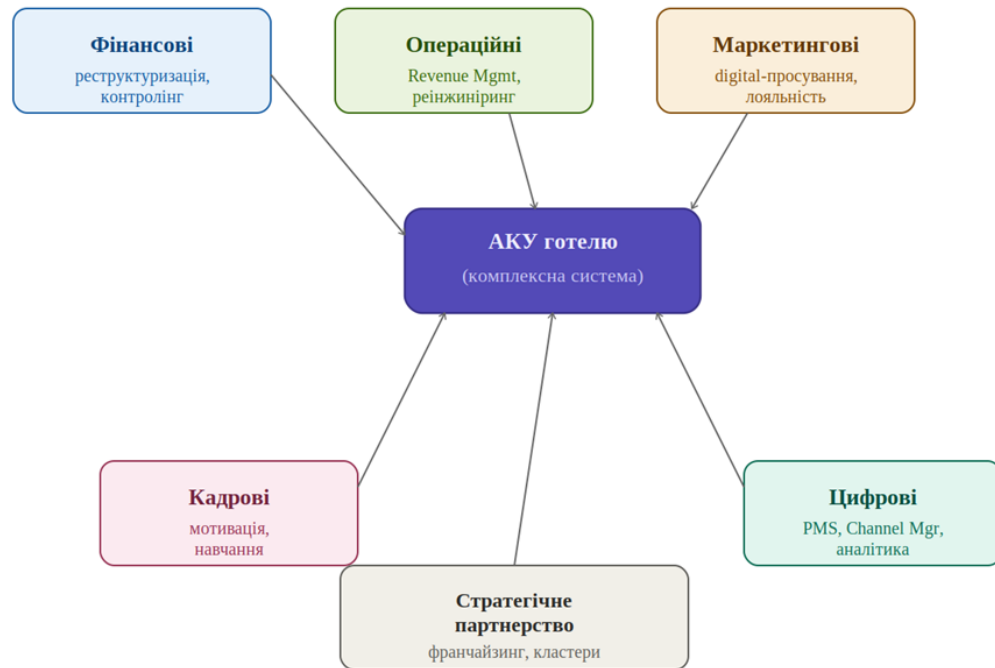 Фінансові
реструктуризація,
контролінг
Операційні
Revenue Mgmt,
реінжиніринг
Маркетингові
digital-просування,
лояльність
АКУ готелю
(комплексна система)
Кадрові
мотивація,
навчання
Цифрові
PMS, Channel Mgr,
аналітика
Стратегічне
партнерство
франчайзинг, кластери